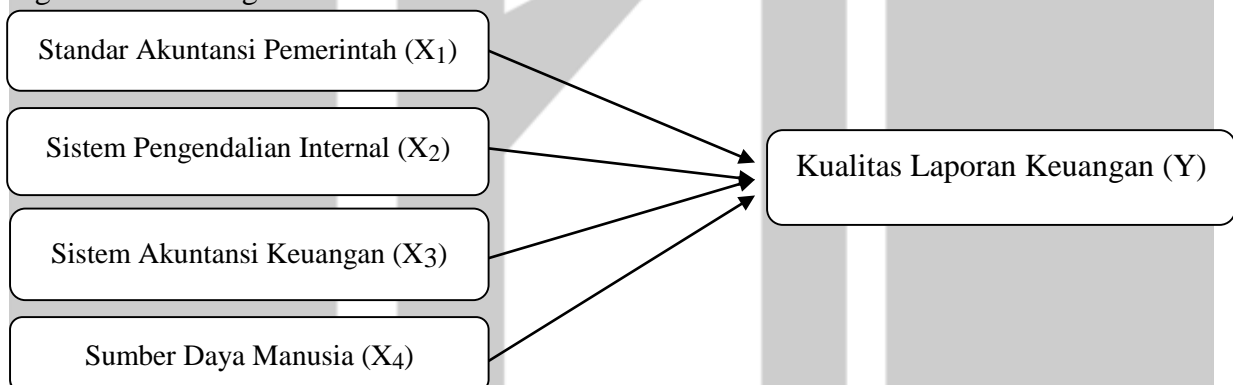 Standar Akuntansi Pemerintah (X1)
Sistem Pengendalian Internal (X2)
Kualitas Laporan Keuangan (Y)
Sistem Akuntansi Keuangan (X3)
Sumber Daya Manusia (X4)